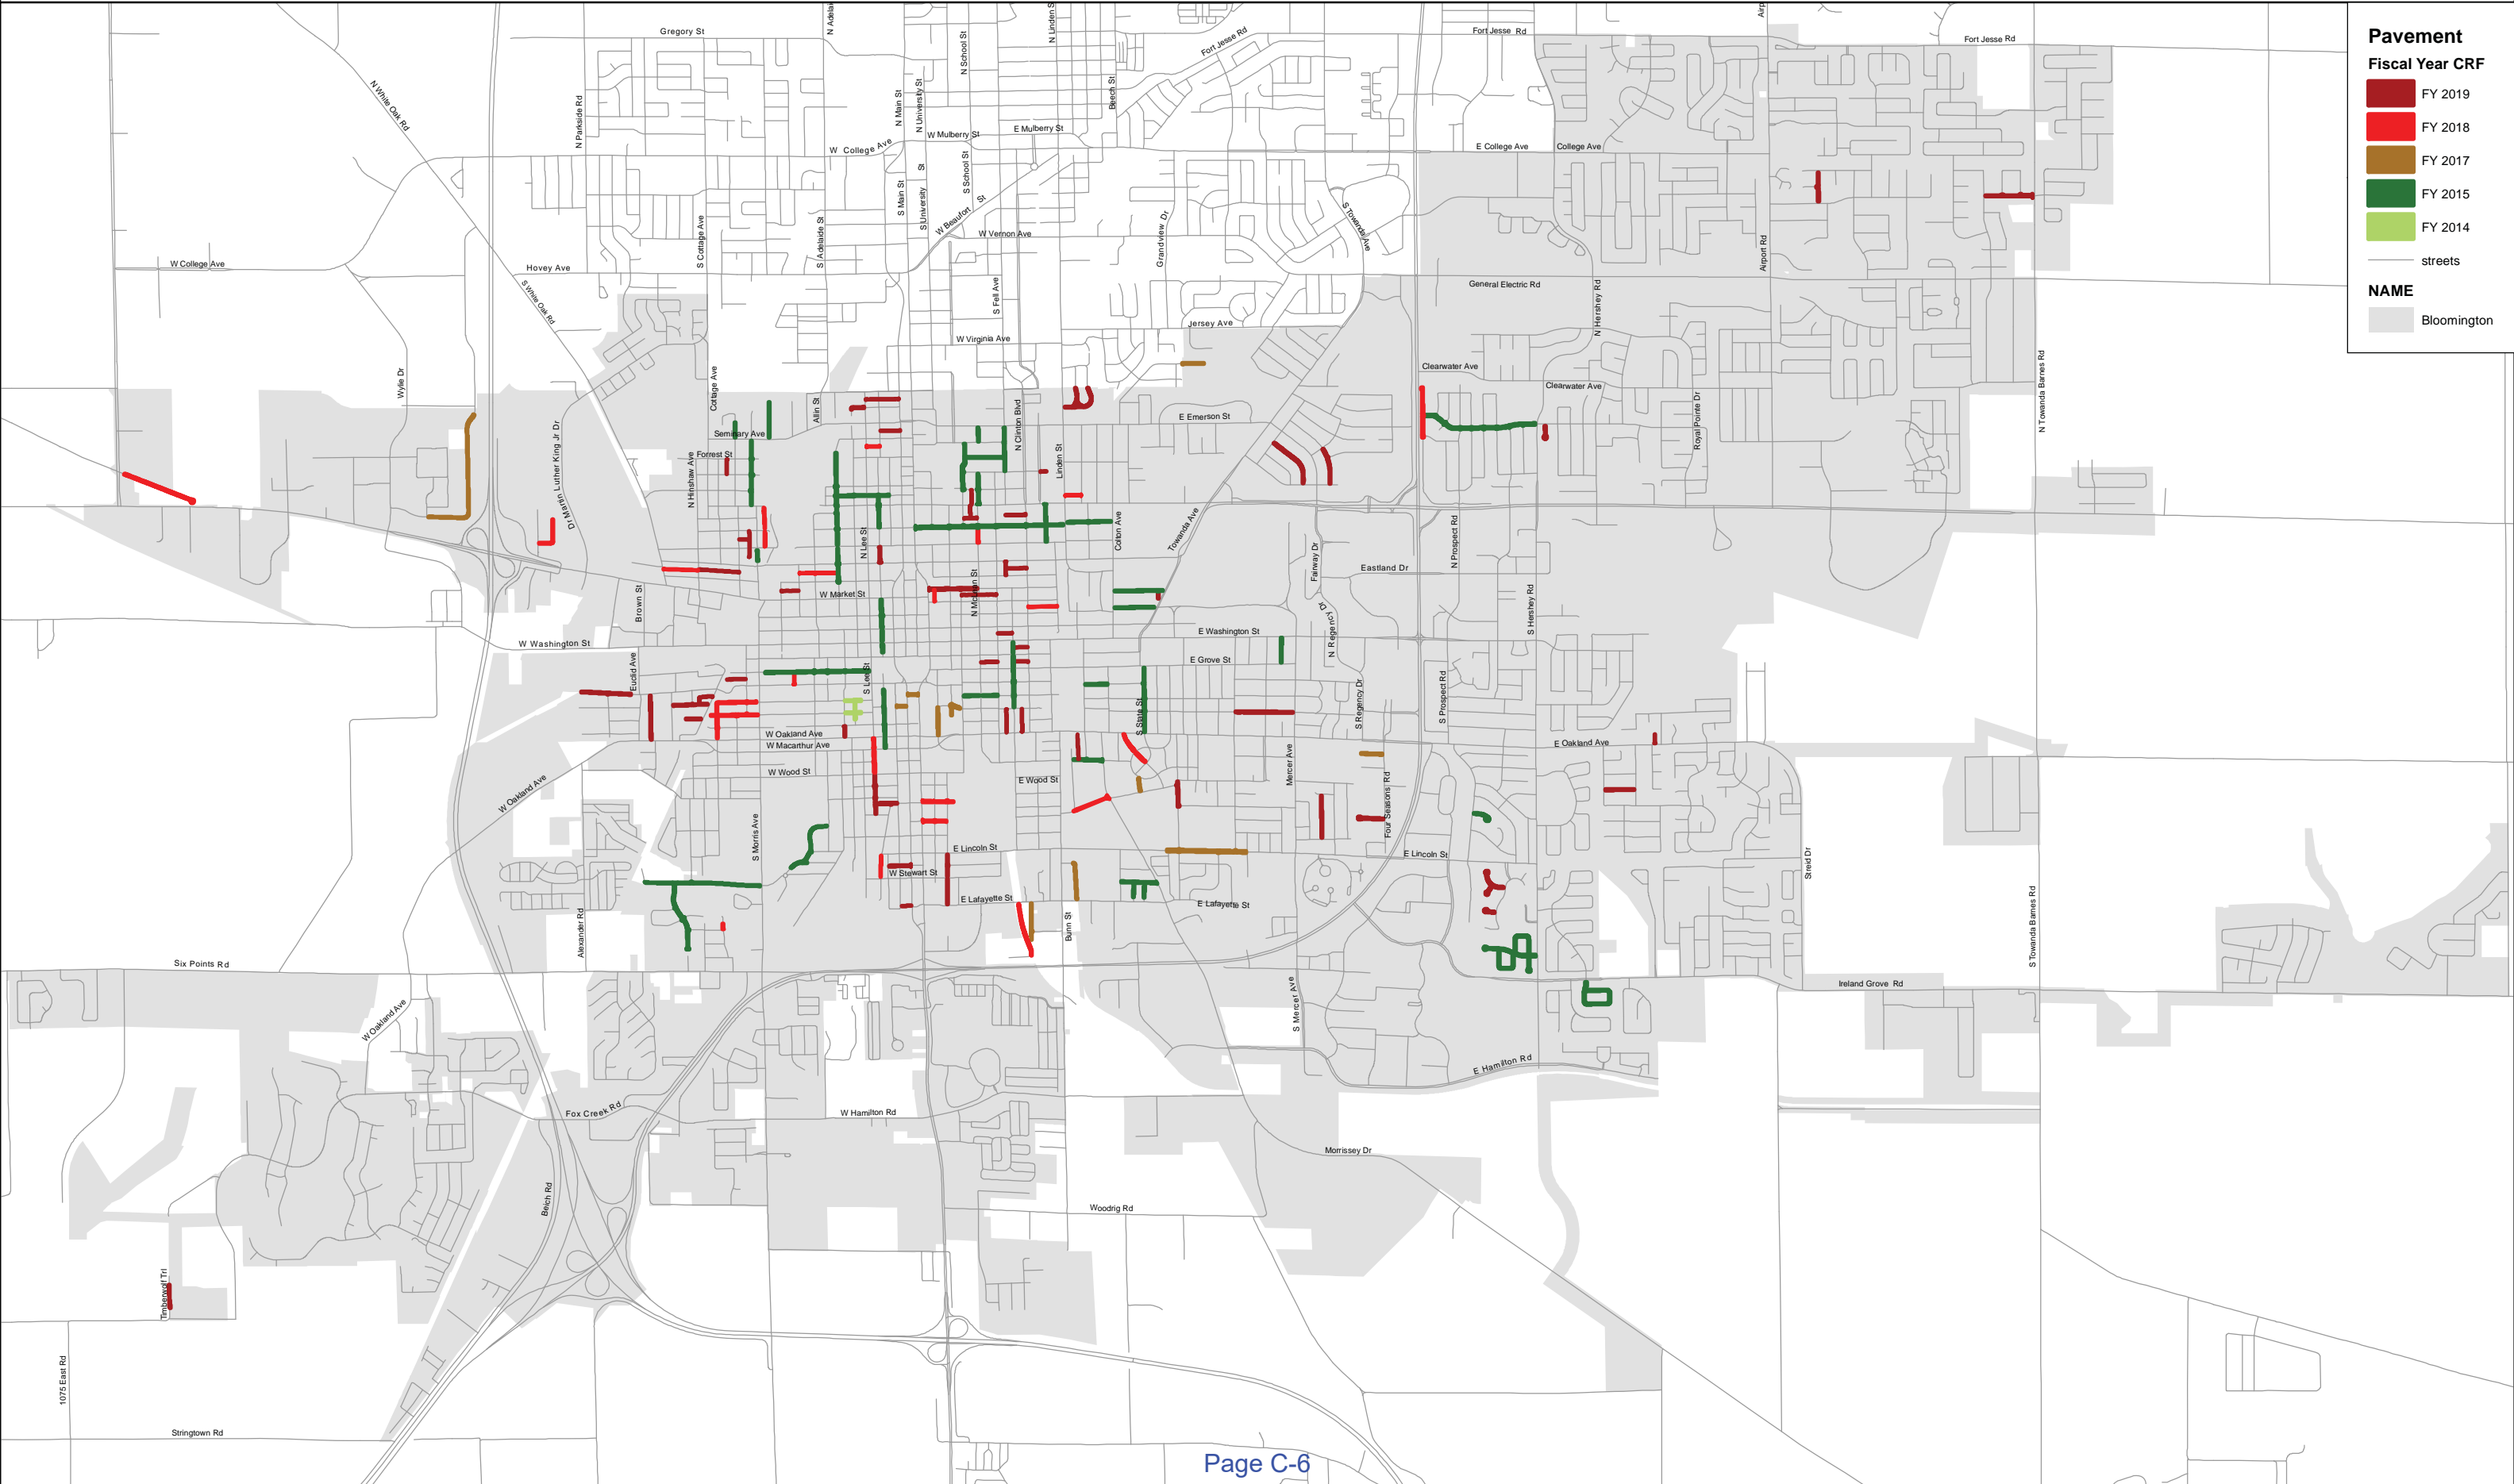 Pavement
Fiscal Year CRF
FY 2019
FY 2018
FY 2017
FY 2015
FY 2014
streets
NAME
Bloomington
Gregory St
N Adelai
N School St
N Linden S
Fort Jesse Rd
Fort Jesse Rd
Airp
Fort Jesse Rd
N White Oak Rd
N Parkside Rd
N Main St
N University St
Beech St
W Mulberry St
E Mulberry St
W College Ave
E College Ave
College Ave
S Cottage Ave
S Adelaide St
S Main St
S University St
S School St
W Beaufort St
W Vernon Ave
Grandview Dr
S Towanda Ave
Airport Rd
W College Ave
Hovey Ave
S White Oak Rd
S Fell Ave
General Electric Rd
N Hershey Rd
Jersey Ave
W Virginia Ave
Wylie Dr
Cottage Ave
Allin St
Clearwater Ave
Clearwater Ave
Royal Pointe Dr
N Towanda Barnes Rd
E Emerson St
N Clinton Blvd
Seminary Ave
Forrest St
N Hinshaw Ave
Linden St
Dr Martin Luther King Jr Dr
Colton Ave
Towanda Ave
N Lee St
Fairway Dr
N Prospect Rd
Eastland Dr
Brown St
W Market St
N McLean St
N Regency Dr
S Hershey Rd
W Washington St
E Washington St
E Grove St
Euclid Ave
S Lee St
S State St
S Regency Dr
S Prospect Rd
W Oakland Ave
W Macarthur Ave
E Oakland Ave
W Wood St
E Wood St
Mercer Ave
Four Seasons Rd
W Oakland Ave
S Morris Ave
E Lincoln St
E Lincoln St
W Stewart St
Streid Dr
E Lafayette St
E Lafayette St
Alexander Rd
Bunn St
S Towanda Barnes Rd
Six Points Rd
Ireland Grove Rd
W Oakland Ave
S Mercer Ave
E Hamilton Rd
Fox Creek Rd
W Hamilton Rd
Morrissey Dr
Beich Rd
Woodrig Rd
Timberwolf Trl
1075 East Rd
Stringtown Rd
Page C-6